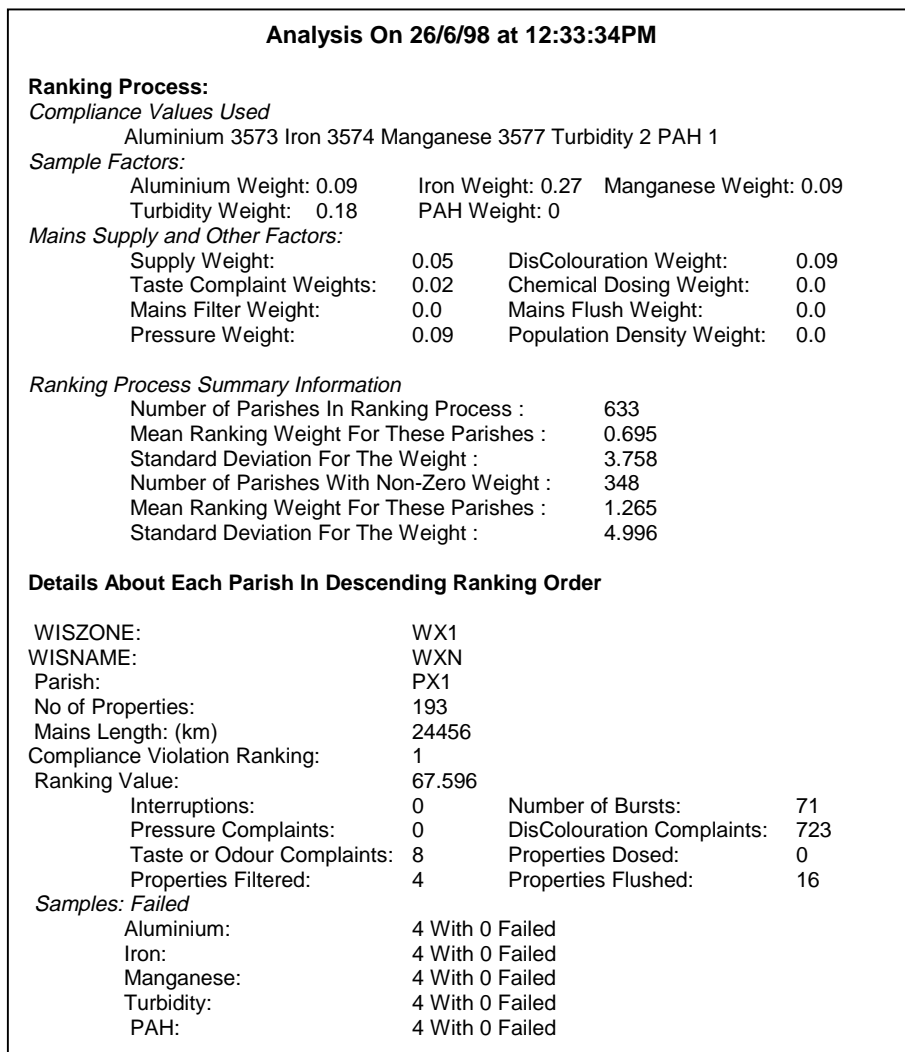 Analysis On 26/6/98 at 12:33:34PM
Ranking Process:
Compliance Values Used
Aluminium 3573 Iron 3574 Manganese 3577 Turbidity 2 PAH 1
Sample Factors:
Aluminium Weight: 0.09 Iron Weight: 0.27 Manganese Weight: 0.09
Turbidity Weight: 0.18 PAH Weight: 0
Mains Supply and Other Factors:
Supply Weight: 0.05 DisColouration Weight: 0.09
Taste Complaint Weights: 0.02 Chemical Dosing Weight: 0.0
Mains Filter Weight: 0.0 Mains Flush Weight: 0.0
Pressure Weight: 0.09 Population Density Weight: 0.0
Ranking Process Summary Information
Number of Parishes In Ranking Process : 633
Mean Ranking Weight For These Parishes : 0.695
Standard Deviation For The Weight : 3.758
Number of Parishes With Non-Zero Weight : 348
Mean Ranking Weight For These Parishes : 1.265
Standard Deviation For The Weight : 4.996
Details About Each Parish In Descending Ranking Order
WISZONE: WX1
WISNAME: WXN
Parish: PX1
No of Properties: 193
Mains Length: (km) 24456
Compliance Violation Ranking: 1
Ranking Value: 67.596
Interruptions: 0 Number of Bursts: 71
Pressure Complaints: 0 DisColouration Complaints: 723
Taste or Odour Complaints: 8 Properties Dosed: 0
Properties Filtered: 4 Properties Flushed: 16
Samples: Failed
Aluminium: 4 With 0 Failed
Iron: 4 With 0 Failed
Manganese: 4 With 0 Failed
Turbidity: 4 With 0 Failed
PAH: 4 With 0 Failed